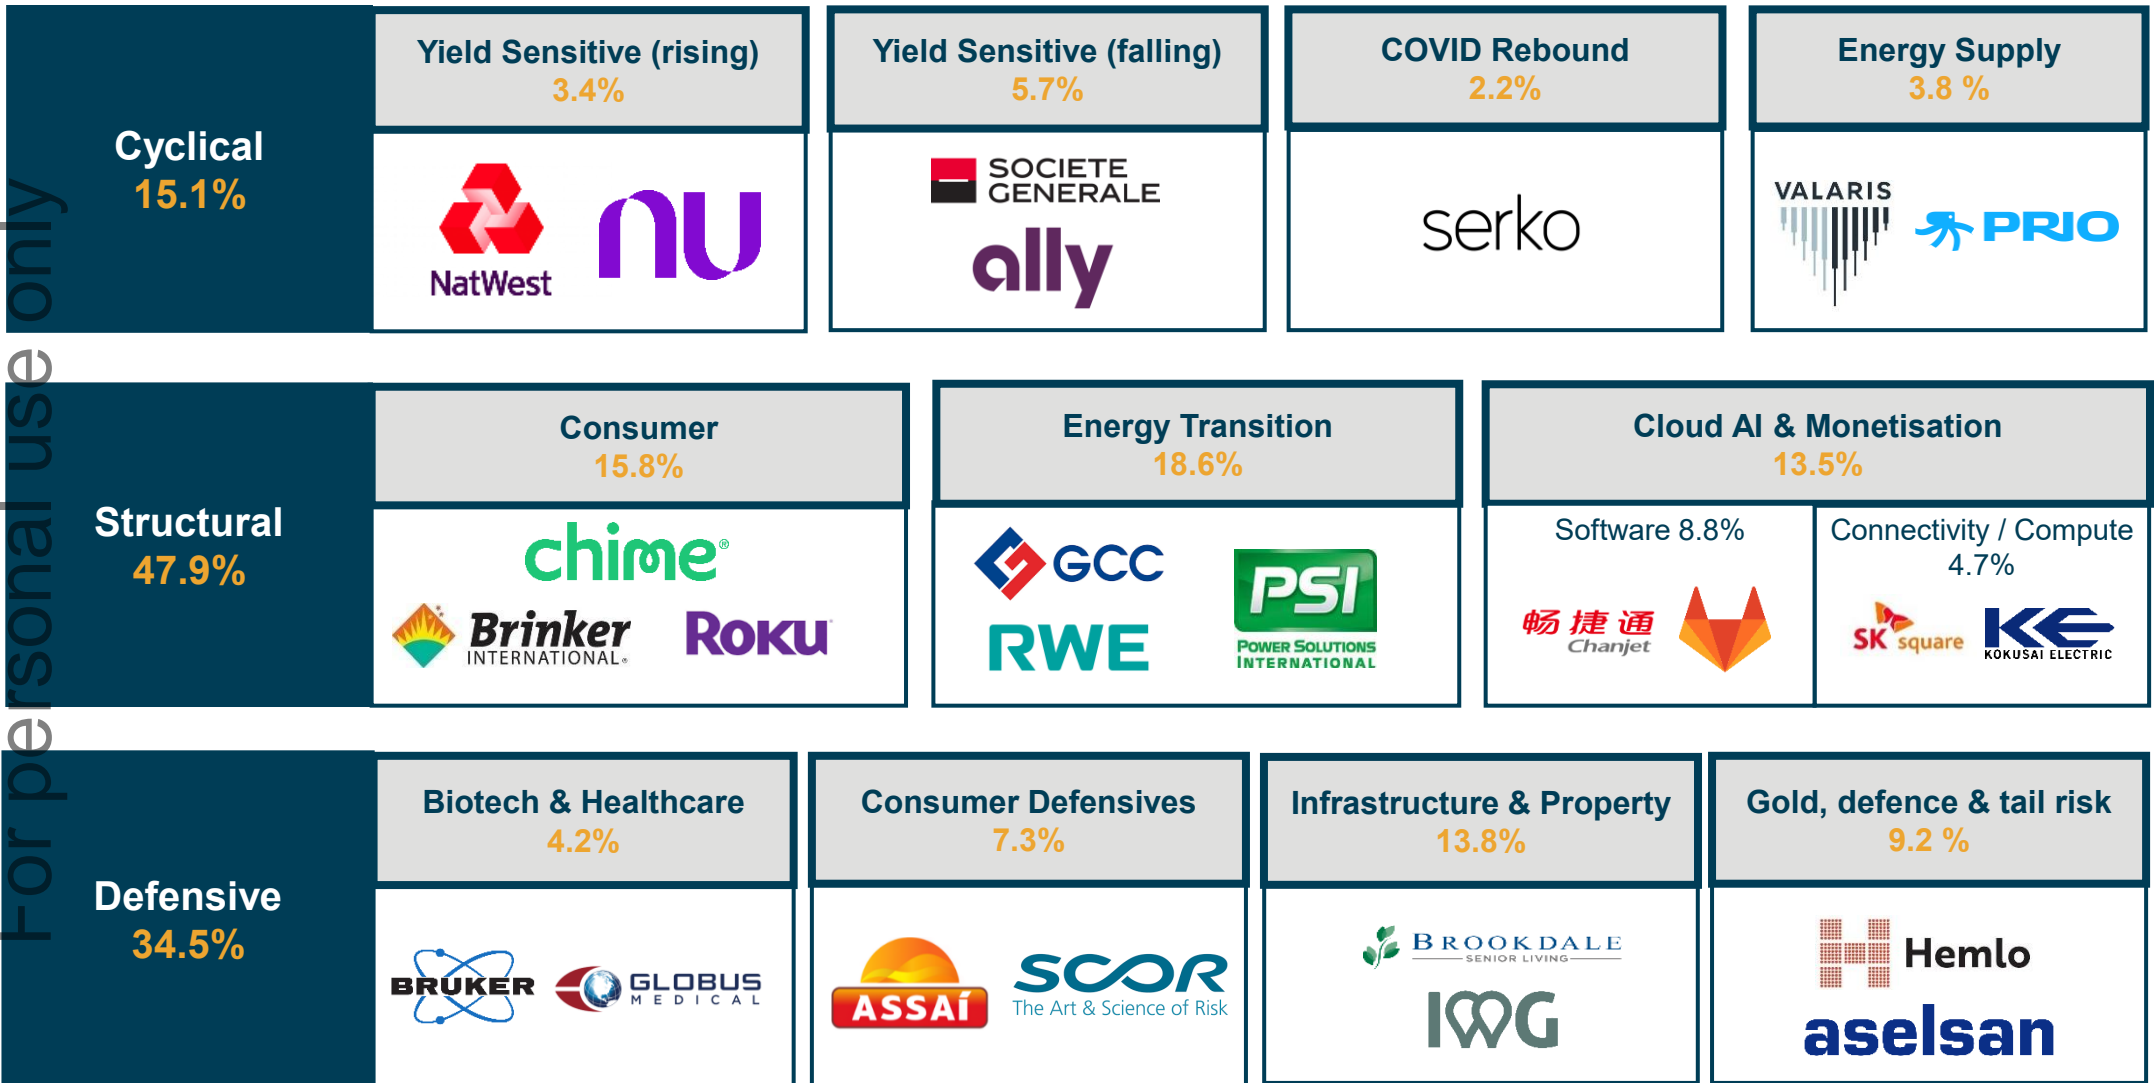 For personal use only
Cyclical
15.1%
Yield Sensitive (rising)
3.4%
NatWest
nu
Yield Sensitive (falling)
5.7%
SOCIETE
GENERALE
ally
COVID Rebound
2.2%
serko
Energy Supply
3.8 %
VALARIS
PRIO
Structural
47.9%
Consumer
15.8%
chime®
Brinker
INTERNATIONAL®
ROKU
Energy Transition
18.6%
GCC
RWE
PSI
POWER SOLUTIONS
INTERNATIONAL
Cloud AI & Monetisation
13.5%
Software 8.8%
畅捷通
Chanjet
Connectivity / Compute
4.7%
SK square
KE
KOKUSAI ELECTRIC
Defensive
34.5%
Biotech & Healthcare
4.2%
BRUKER
GLOBUS
MEDICAL
Consumer Defensives
7.3%
ASSAÍ
SCOR
The Art & Science of Risk
Infrastructure & Property
13.8%
BROOKDALE
SENIOR LIVING
IWG
Gold, defence & tail risk
9.2 %
H Hemlo
aselsan